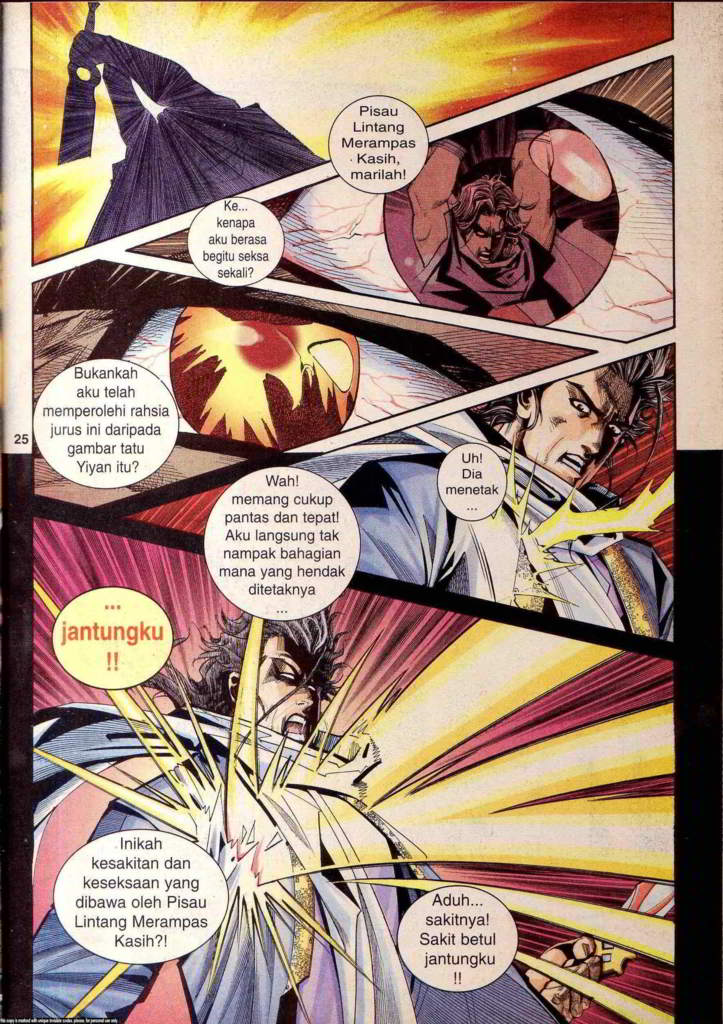 Pisau
Lintang
Merampas
Kasih,
marilah!
Ke...
kenapa
aku berasa
begitu seksa
sekali?
Bukankah
aku telah
memperolehi rahsia
jurus ini daripada
gambar tatu
Yiyan itu?
25
Uh!
Dia
menetak
...
Wah!
memang cukup
pantas dan tepat!
Aku langsung tak
nampak bahagian
mana yang hendak
ditetaknya
...
...
jantungku
!!
Inikah
kesakitan dan
keseksaan yang
dibawa oleh Pisau
Lintang Merampas
Kasih?!
Aduh...
sakitnya!
Sakit betul
jantungku
!!